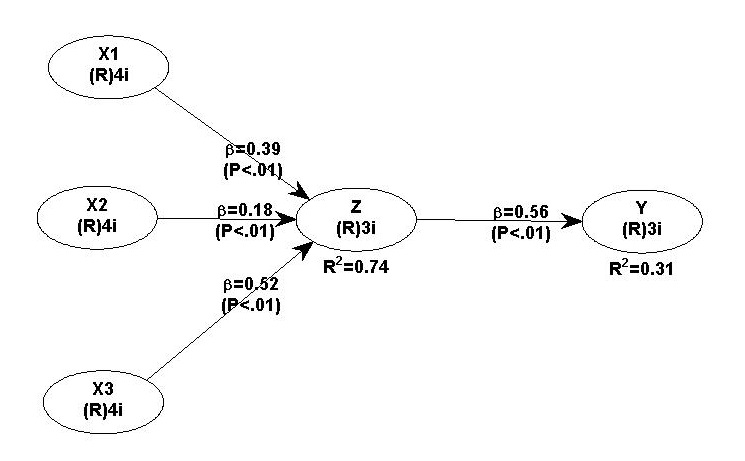 X1
(R)4i
β=0.39
(P<.01)
X2
(R)4i
β=0.18
(P<.01)
Z
(R)3i
R²=0.74
β=0.56
(P<.01)
Y
(R)3i
R²=0.31
β=0.52
(P<.01)
X3
(R)4i